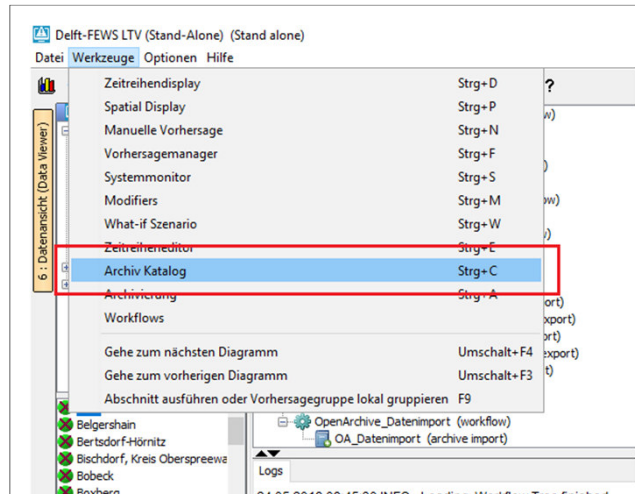 Delft-FEWS LTV (Stand-Alone) (Stand alone)
Datei Werkzeuge Optionen Hilfe
Zeitreihendisplay Strg+D
Spatial Display Strg+P
Manuelle Vorhersage Strg+N
Vorhersagemanager Strg+F
Systemmonitor Strg+S
Modifiers Strg+M
What-if Szenario Strg+W
Zeitreiheneditor Strg+E
Archiv Katalog Strg+C
Archivierung Strg+A
Workflows
Gehe zum nächsten Diagramm Umschalt+F4
Gehe zum vorherigen Diagramm Umschalt+F3
Abschnitt ausführen oder Vorhersagegruppe lokal gruppieren F9
6 : Datenansicht (Data Viewer)
?
Belgershain
Bertsdorf-Hörnitz
Bischdorf, Kreis Oberspreewa
Bobeck
Boxberg
OpenArchive_Datenimport (workflow)
OA_Datenimport (archive import)
Logs